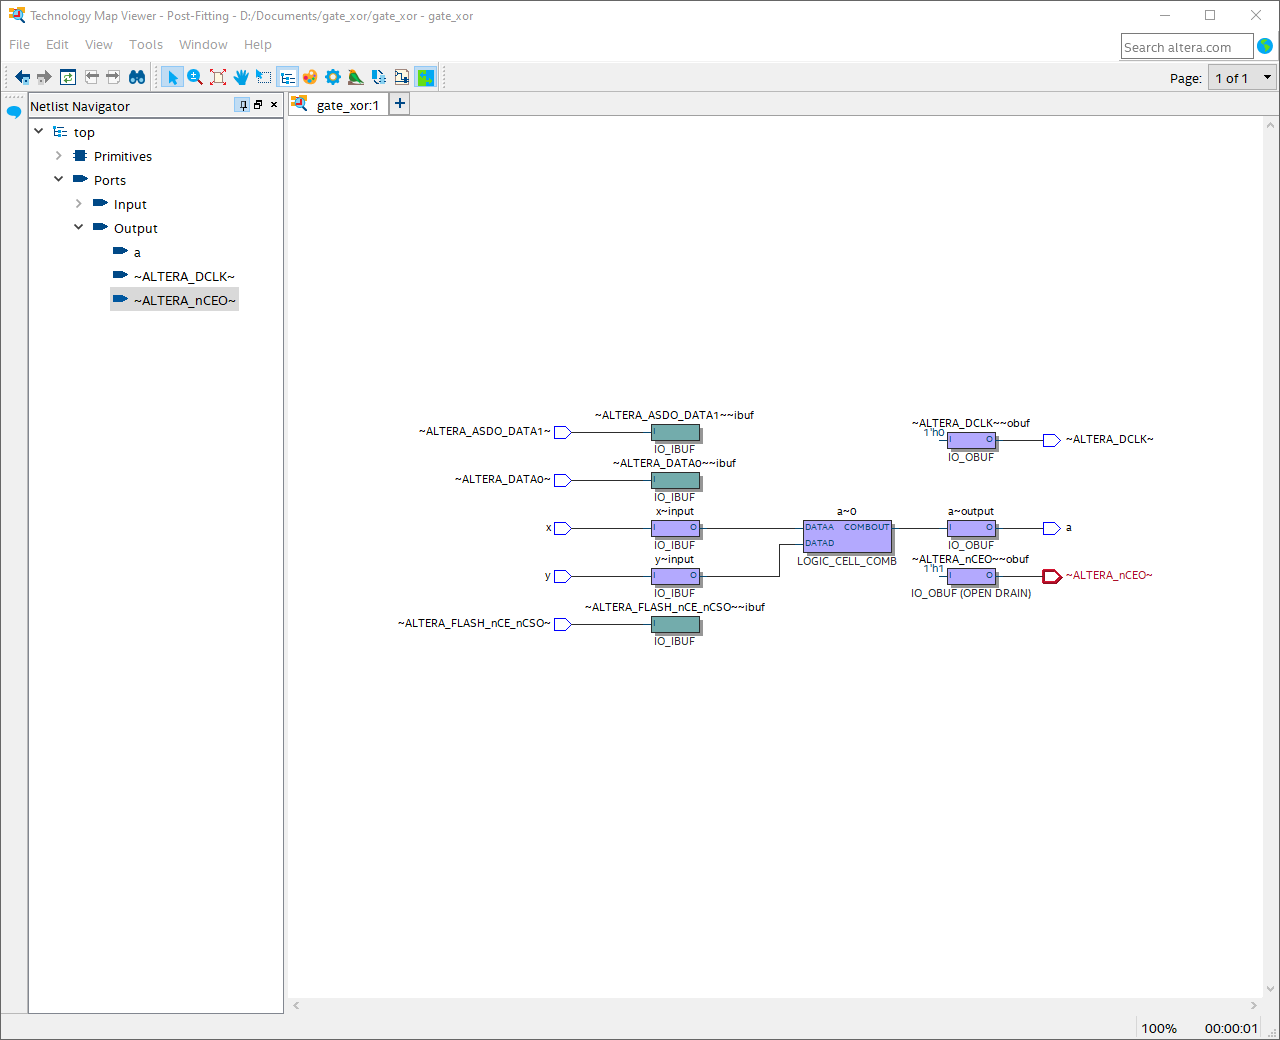 Technology Map Viewer - Post-Fitting - D:/Documents/gate_xor/gate_xor - gate_xor
File Edit View Tools Window Help
Search altera.com
Page: 1 of 1
Netlist Navigator
gate_xor:1 +
top
Primitives
Ports
Input
Output
a
~ALTERA_DCLK~
~ALTERA_nCEO~
~ALTERA_ASDO_DATA1~~ibuf
~ALTERA_ASDO_DATA1~
I
IO_IBUF
~ALTERA_DATA0~~ibuf
~ALTERA_DATA0~
I
IO_IBUF
x~input
x
I O
IO_IBUF
y~input
y
I O
IO_IBUF
~ALTERA_FLASH_nCE_nCSO~~ibuf
~ALTERA_FLASH_nCE_nCSO~
I
IO_IBUF
a~0
DATAA COMBOUT
DATAD
LOGIC_CELL_COMB
~ALTERA_DCLK~~obuf
1'h0
I O
~ALTERA_DCLK~
IO_OBUF
a~output
I O
a
IO_OBUF
~ALTERA_nCEO~~obuf
1'h1
I O
~ALTERA_nCEO~
IO_OBUF (OPEN DRAIN)
100% 00:00:01